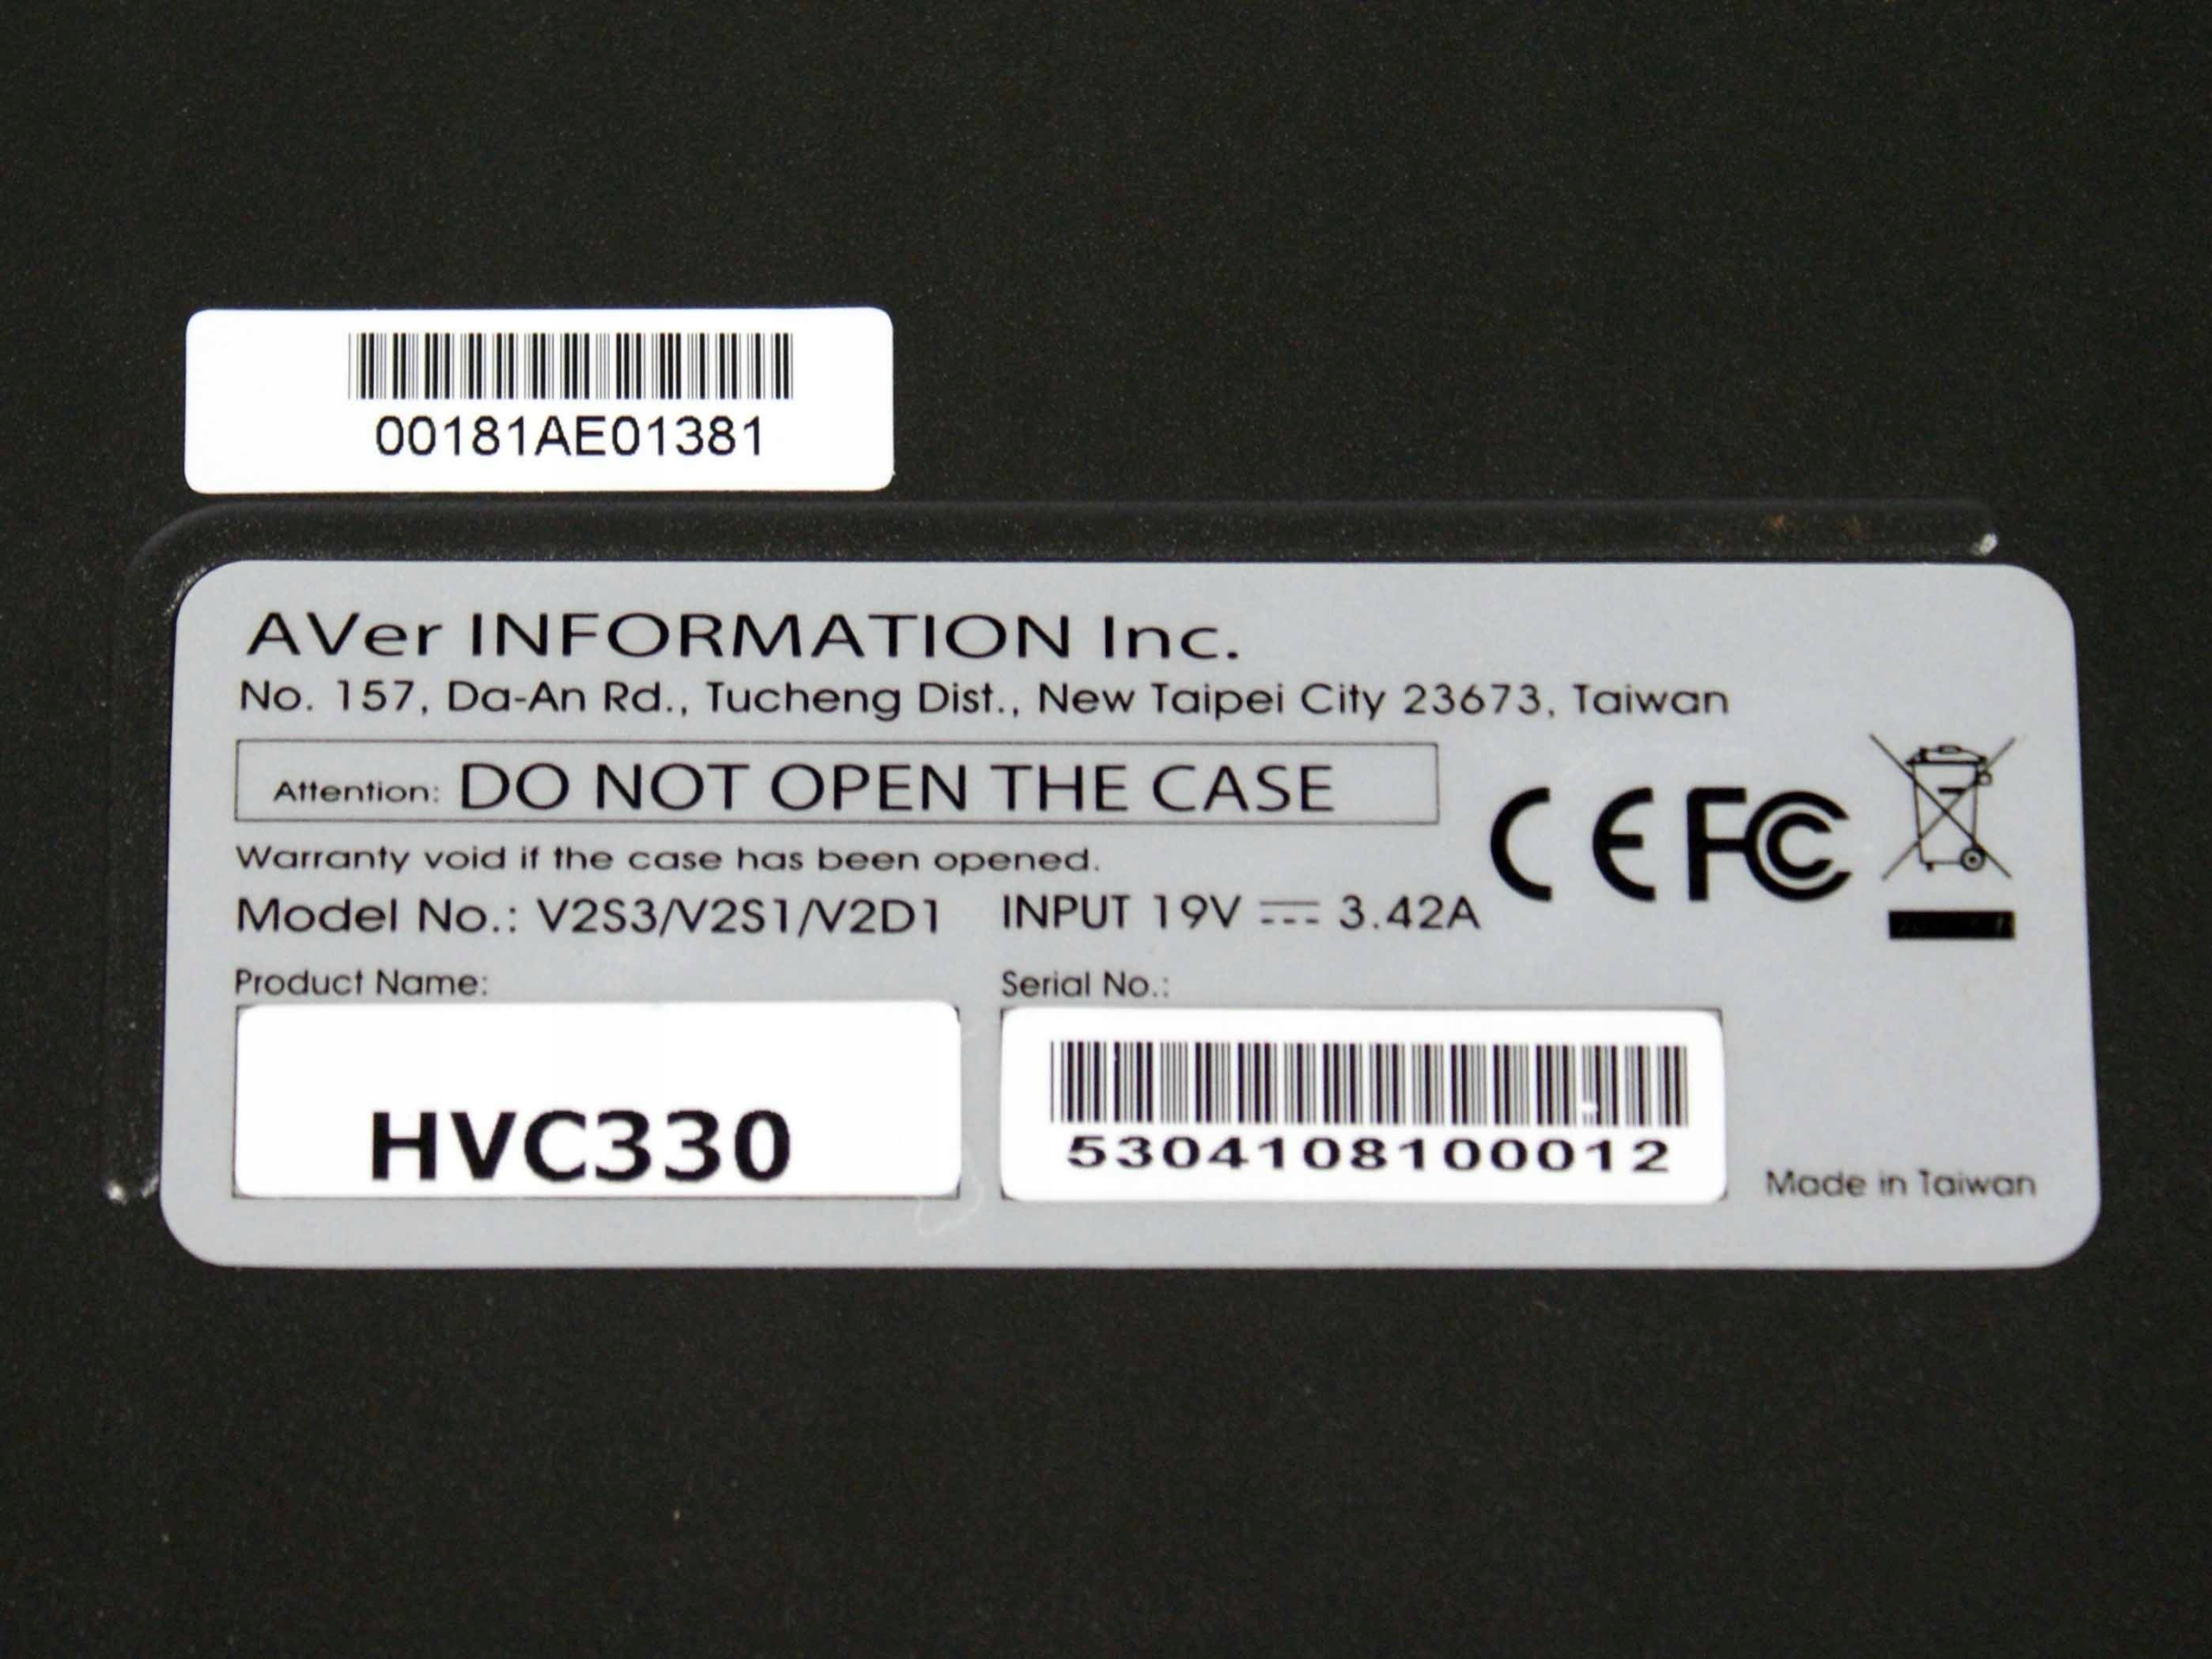 00181AE01381
AVer INFORMATION Inc.
No. 157, Da-An Rd., Tucheng Dist., New Taipei City 23673, Taiwan
Attention: DO NOT OPEN THE CASE
Warranty void if the case has been opened.
Model No.: V2S3/V2S1/V2D1 INPUT 19V ⎓ 3.42A
CE FC
Product Name: Serial No.:
HVC330
5304108100012
Made in Taiwan